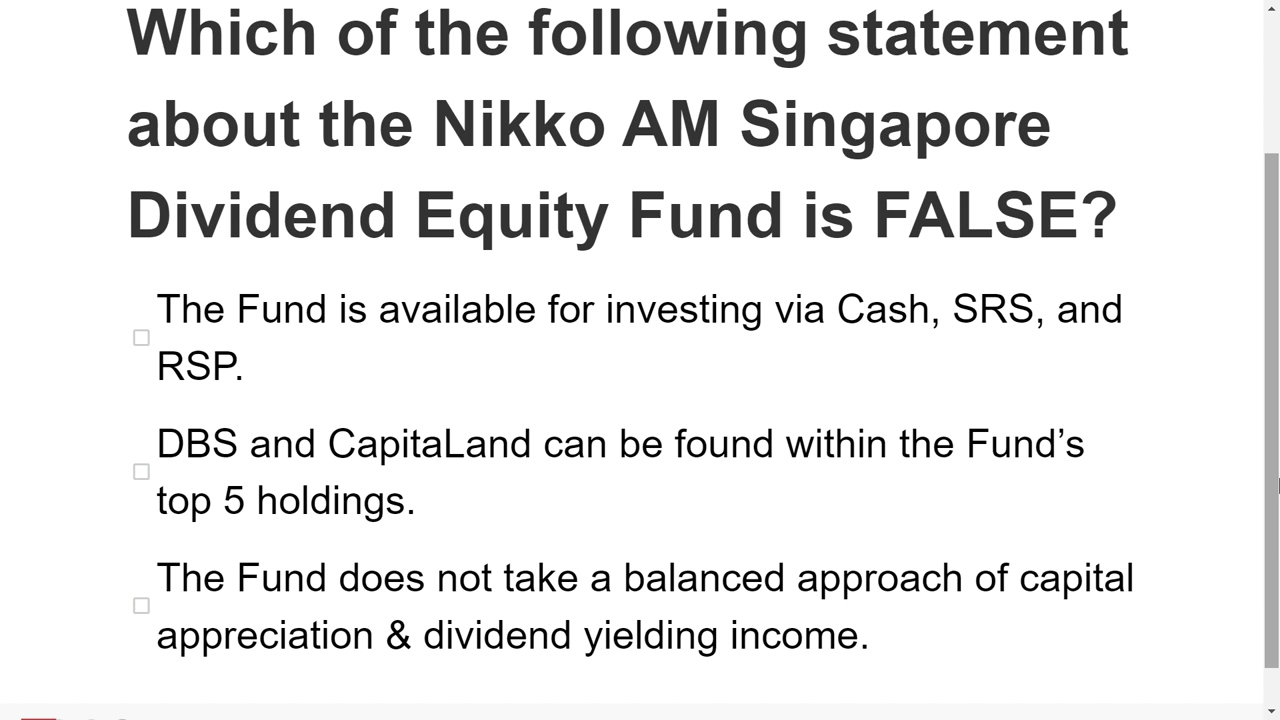 Which of the following statement
about the Nikko AM Singapore
Dividend Equity Fund is FALSE?
The Fund is available for investing via Cash, SRS, and
RSP.
DBS and CapitaLand can be found within the Fund’s
top 5 holdings.
The Fund does not take a balanced approach of capital
appreciation & dividend yielding income.